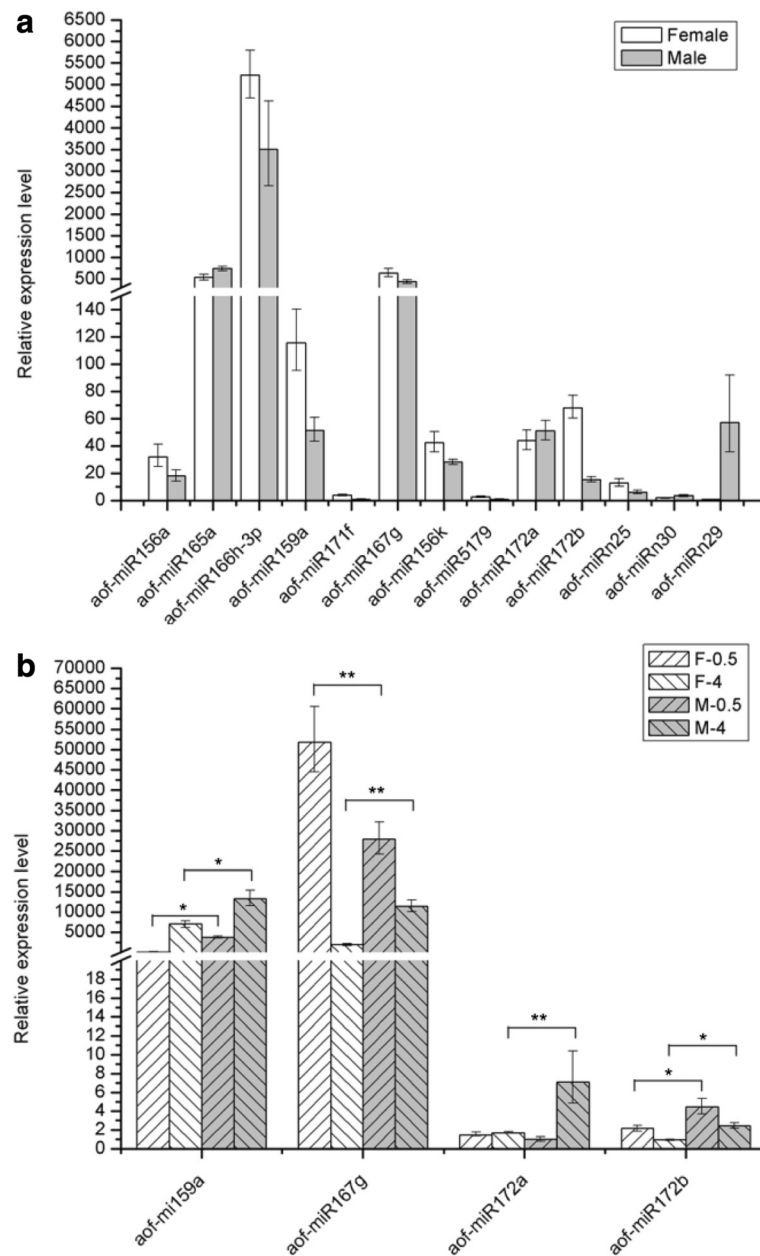 a
Relative expression level
6500
6000
5500
5000
4500
4000
3500
3000
2500
2000
1500
1000
500
140
120
100
80
60
40
20
0
Female
Male
aof-miR156a
aof-miR165a
aof-miR166h-3p
aof-miR159a
aof-miR171f
aof-miR167g
aof-miR156k
aof-miR5179
aof-miR172a
aof-miR172b
aof-miRn25
aof-miRn30
aof-miRn29
b
Relative expression level
70000
65000
60000
55000
50000
45000
40000
35000
30000
25000
20000
15000
10000
5000
18
16
14
12
10
8
6
4
2
0
F-0.5
F-4
M-0.5
M-4
*
*
**
**
**
*
*
aof-mi159a
aof-miR167g
aof-miR172a
aof-miR172b